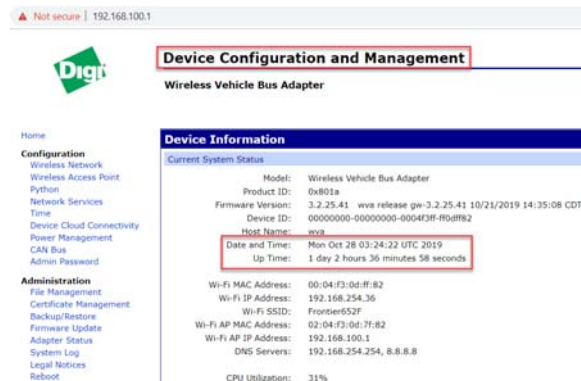 Not secure | 192.168.100.1
Digi
Device Configuration and Management
Wireless Vehicle Bus Adapter
Home
Configuration
Wireless Network
Wireless Access Point
Python
Network Services
Time
Device Cloud Connectivity
Power Management
CAN Bus
Admin Password
Administration
File Management
Certificate Management
Backup/Restore
Firmware Update
Adapter Status
System Log
Legal Notices
Reboot
Device Information
Current System Status
Model: Wireless Vehicle Bus Adapter
Product ID: 0x801a
Firmware Version: 3.2.25.41 wva release gw-3.2.25.41 10/21/2019 14:35:08 CDT
Device ID: 00000000-00000000-0004F3FF-FF0DFF82
Host Name: wva
Date and Time: Mon Oct 28 03:24:22 UTC 2019
Up Time: 1 day 2 hours 36 minutes 58 seconds
Wi-Fi MAC Address: 00:04:f3:0d:ff:82
Wi-Fi IP Address: 192.168.254.36
Wi-Fi SSID: Frontier652F
Wi-Fi AP MAC Address: 02:04:f3:0d:7f:82
Wi-Fi AP IP Address: 192.168.100.1
DNS Servers: 192.168.254.254, 8.8.8.8
CPU Utilization: 31%